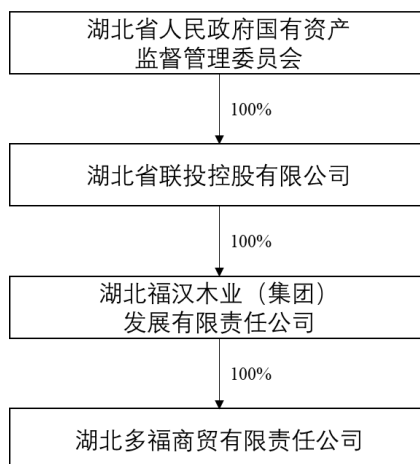 湖北省人民政府国有资产
监督管理委员会
100%
湖北省联投控股有限公司
100%
湖北福汉木业（集团）
发展有限责任公司
100%
湖北多福商贸有限责任公司